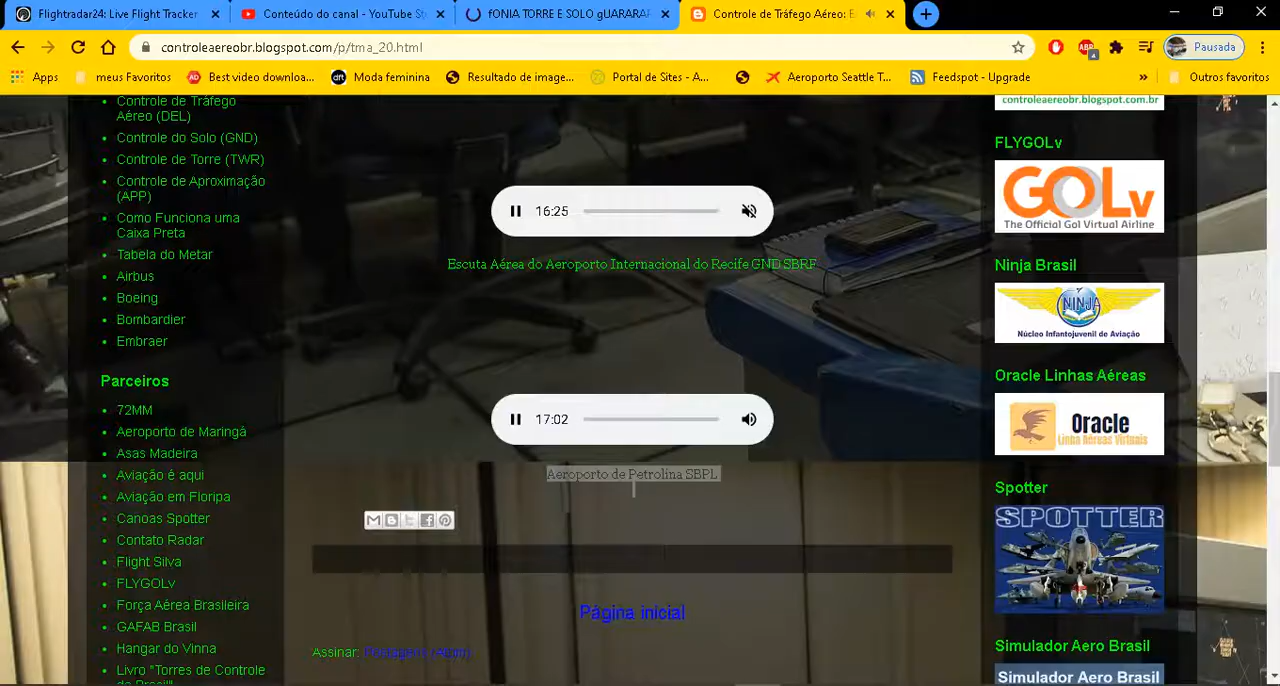 Flightradar24: Live Flight Tracker
Conteúdo do canal - YouTube St
fONIA TORRE E SOLO gUARARAP
Controle de Tráfego Aéreo: E
controleaereobr.blogspot.com/p/tma_20.html
Pausada
Apps
meus Favoritos
Best video downloa...
Moda feminina
Resultado de image...
Portal de Sites - A...
Aeroporto Seattle T...
Feedspot - Upgrade
»
Outros favoritos
Controle de Tráfego
Aéreo (DEL)
Controle do Solo (GND)
Controle de Torre (TWR)
Controle de Aproximação
(APP)
Como Funciona uma
Caixa Preta
Tabela do Metar
Airbus
Boeing
Bombardier
Embraer
Parceiros
72MM
Aeroporto de Maringá
Asas Madeira
Aviação é aqui
Aviação em Floripa
Canoas Spotter
Contato Radar
Flight Silva
FLYGOLv
Força Aérea Brasileira
GAFAB Brasil
Hangar do Vinna
Livro "Torres de Controle
do Brasil"
16:25
Escuta Aérea do Aeroporto Internacional do Recife GND SBRF
17:02
Aeroporto de Petrolina SBPL
Página inicial
Assinar: Postagens (Atom)
controleaereobr.blogspot.com.br
FLYGOLv
GOLv
The Official Gol Virtual Airline
Ninja Brasil
NINJA
Núcleo Infantojuvenil de Aviação
Oracle Linhas Aéreas
Oracle
Linha Aéreas Virtuais
Spotter
SPOTTER
Simulador Aero Brasil
Simulador Aero Brasil